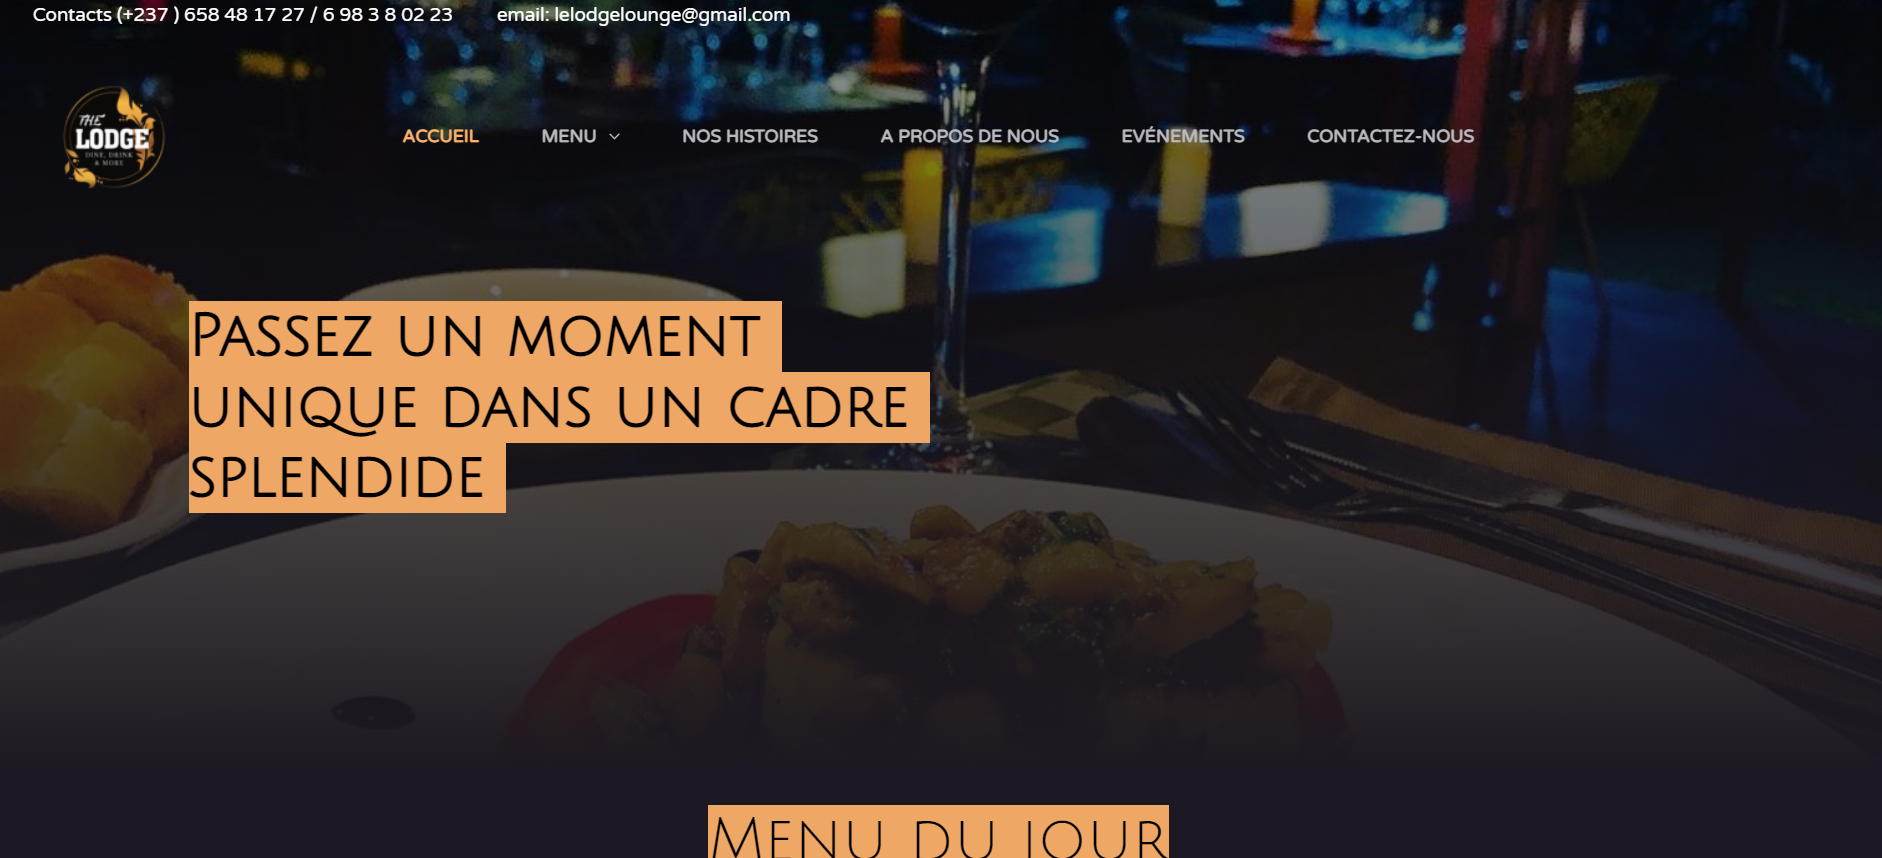 Contacts (+237 ) 658 48 17 27 / 6 98 3 8 02 23 email: lelodgelounge@gmail.com
THE
LODGE
DINE, DRINK
& MORE
ACCUEIL MENU NOS HISTOIRES A PROPOS DE NOUS EVÉNEMENTS CONTACTEZ-NOUS
PASSEZ UN MOMENT
UNIQUE DANS UN CADRE
SPLENDIDE
MENU DU JOUR